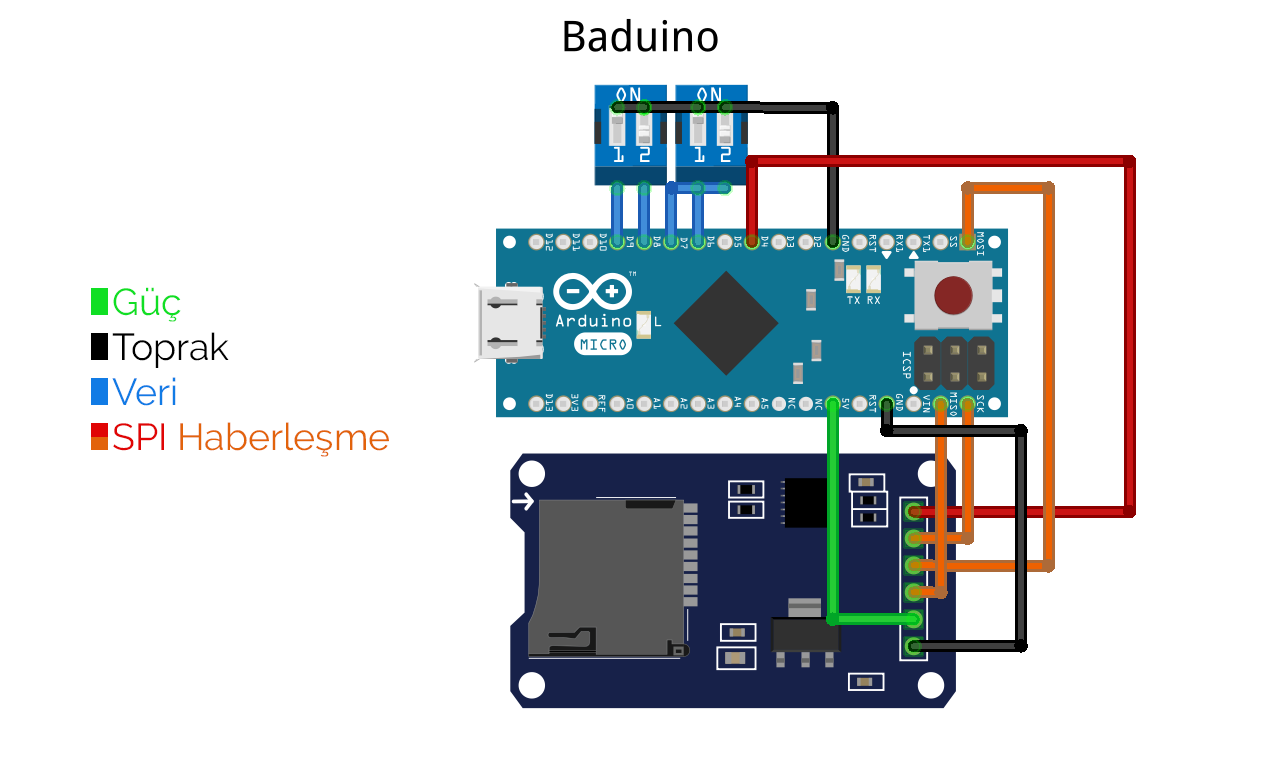 Baduino
ON ON
1 2 1 2
D12 D11 D10 D9 D8 D7 D6 D5 D4 D3 D2 GND RST RX1 TX1 SS MOSI
TM
TX RX
Arduino L
MICRO
ICSP
D13 3V3 REF A0 A1 A2 A3 A4 A5 NC NC 5V RST GND VIN MISO SCK
Güç
Toprak
Veri
SPI Haberleşme